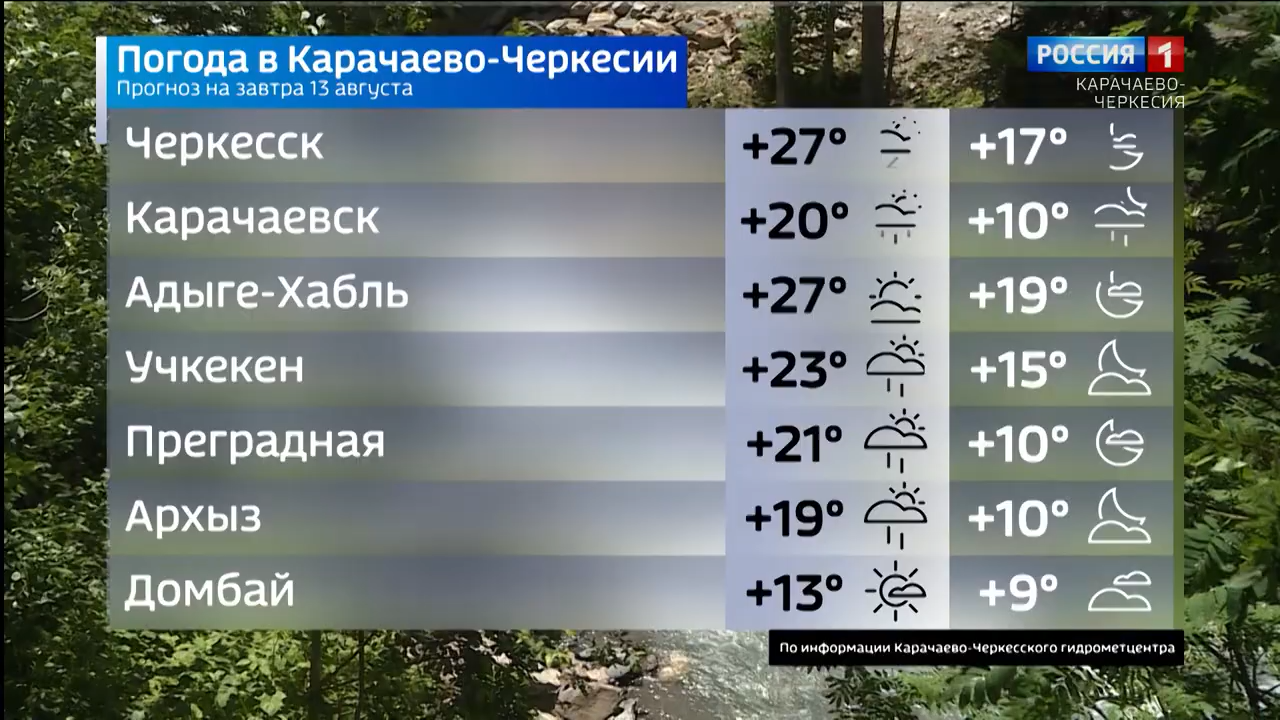 Погода в Карачаево-Черкесии
Прогноз на завтра 13 августа
РОССИЯ 1
КАРАЧАЕВО-
ЧЕРКЕСИЯ
Черкесск +27° +17°
Карачаевск +20° +10°
Адыге-Хабль +27° +19°
Учкекен +23° +15°
Преградная +21° +10°
Архыз +19° +10°
Домбай +13° +9°
По информации Карачаево-Черкесского гидрометцентра